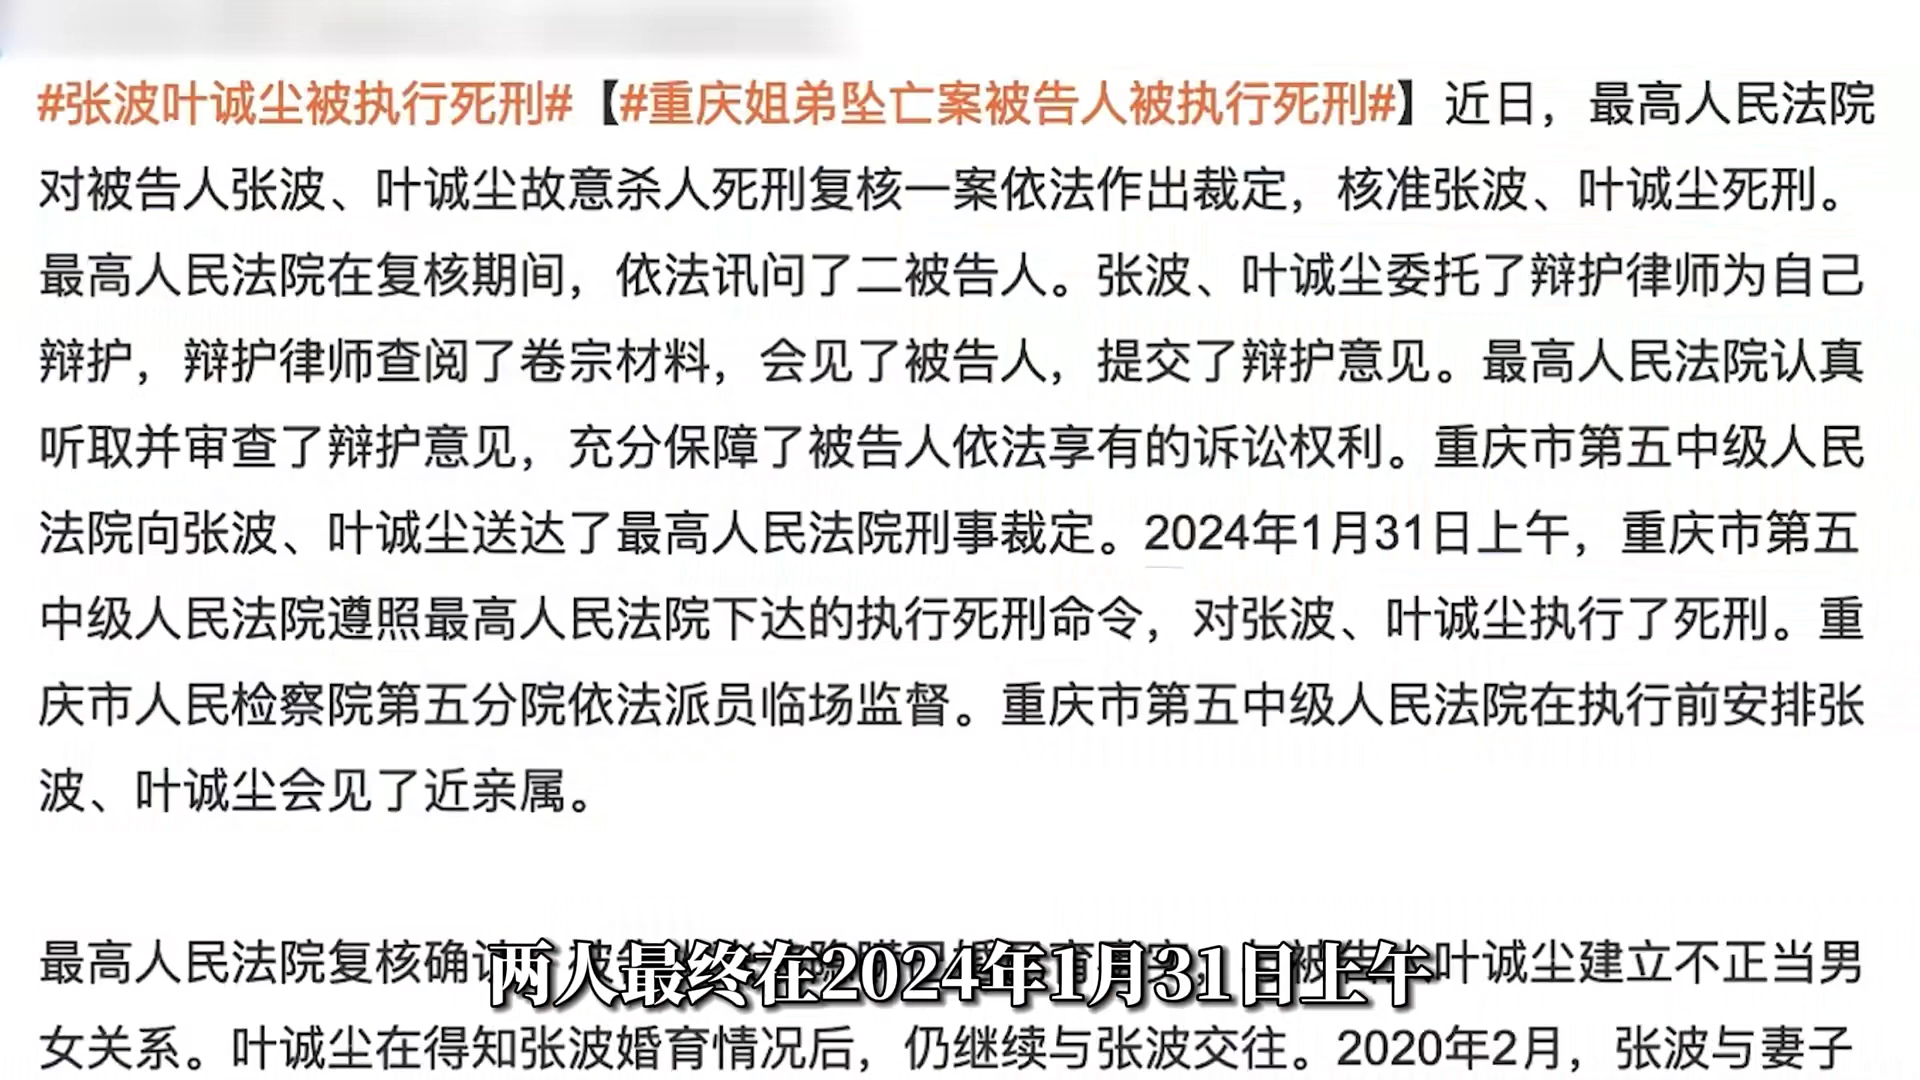 #张波叶诚尘被执行死刑#【#重庆姐弟坠亡案被告人被执行死刑#】近日，最高人民法院
对被告人张波、叶诚尘故意杀人死刑复核一案依法作出裁定，核准张波、叶诚尘死刑。
最高人民法院在复核期间，依法讯问了二被告人。张波、叶诚尘委托了辩护律师为自己
辩护，辩护律师查阅了卷宗材料，会见了被告人，提交了辩护意见。最高人民法院认真
听取并审查了辩护意见，充分保障了被告人依法享有的诉讼权利。重庆市第五中级人民
法院向张波、叶诚尘送达了最高人民法院刑事裁定。2024年1月31日上午，重庆市第五
中级人民法院遵照最高人民法院下达的执行死刑命令，对张波、叶诚尘执行了死刑。重
庆市人民检察院第五分院依法派员临场监督。重庆市第五中级人民法院在执行前安排张
波、叶诚尘会见了近亲属。
最高人民法院复核确 叶诚尘建立不正当男
两人最终在2024年1月31日上午
女关系。叶诚尘在得知张波婚育情况后，仍继续与张波交往。2020年2月，张波与妻子